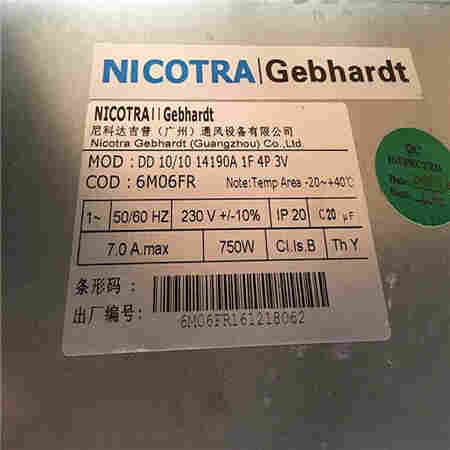 NICOTRA|Gebhardt
NICOTRA||Gebhardt
尼科达吉普（广州）通风设备有限公司
Nicotra Gebhardt (Guangzhou) Co.,Ltd.
MOD : DD 10/10 14190A 1F 4P 3V
COD : 6M06FR Note:Temp Area -20~+40℃
1~ 50/60 HZ 230 V +/-10% IP 20 C20 μF
7.0 A.max 750W Cl.Is.B Th Y
条形码 :
出厂编号:
6M06FR161218062
QC
INSPECTED